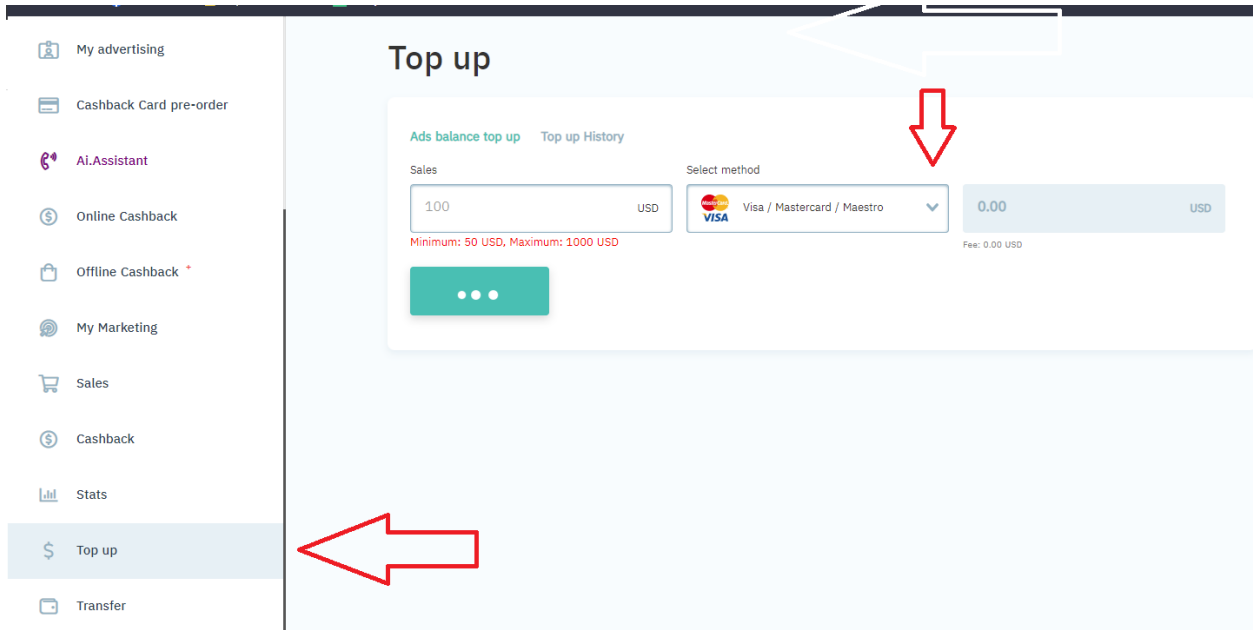 My advertising
Cashback Card pre-order
Ai.Assistant
Online Cashback
Offline Cashback *
My Marketing
Sales
Cashback
Stats
Top up
Transfer
Top up
Ads balance top up Top up History
Sales Select method
100 USD MasterCard VISA Visa / Mastercard / Maestro 0.00 USD
Minimum: 50 USD, Maximum: 1000 USD Fee: 0.00 USD